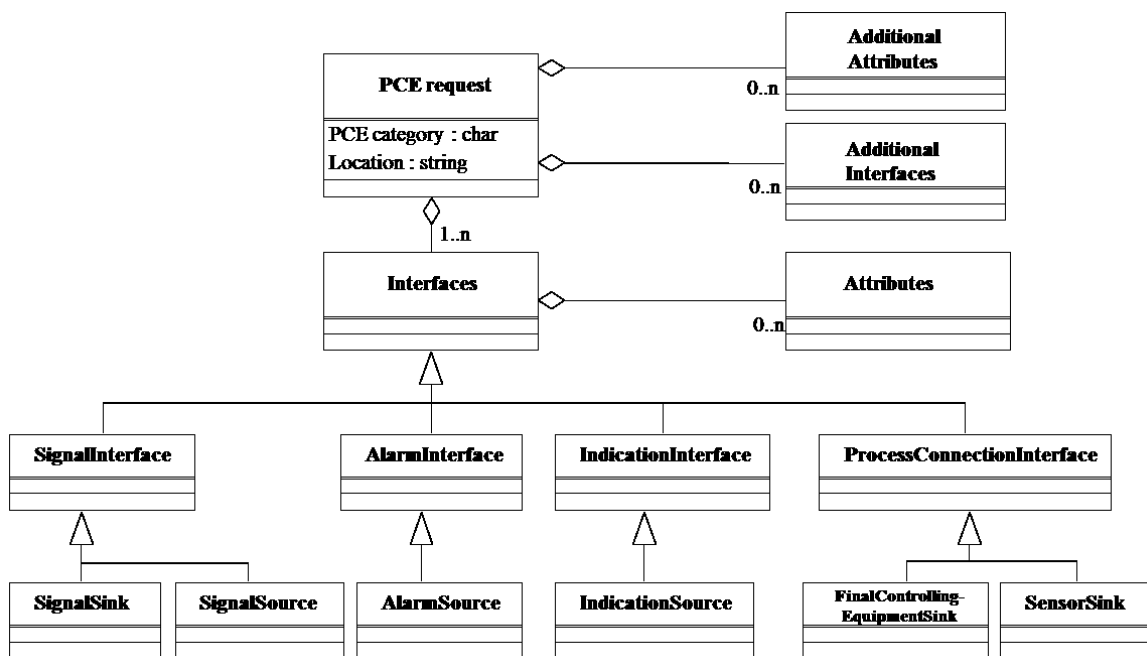 PCE request
PCE category : char
Location : string
Additional
Attributes
0..n
Additional
Interfaces
0..n
1..n
Interfaces
Attributes
0..n
SignalInterface
AlarmInterface
IndicationInterface
ProcessConnectionInterface
SignalSink
SignalSource
AlarmSource
IndicationSource
FinalControlling-
EquipmentSink
SensorSink